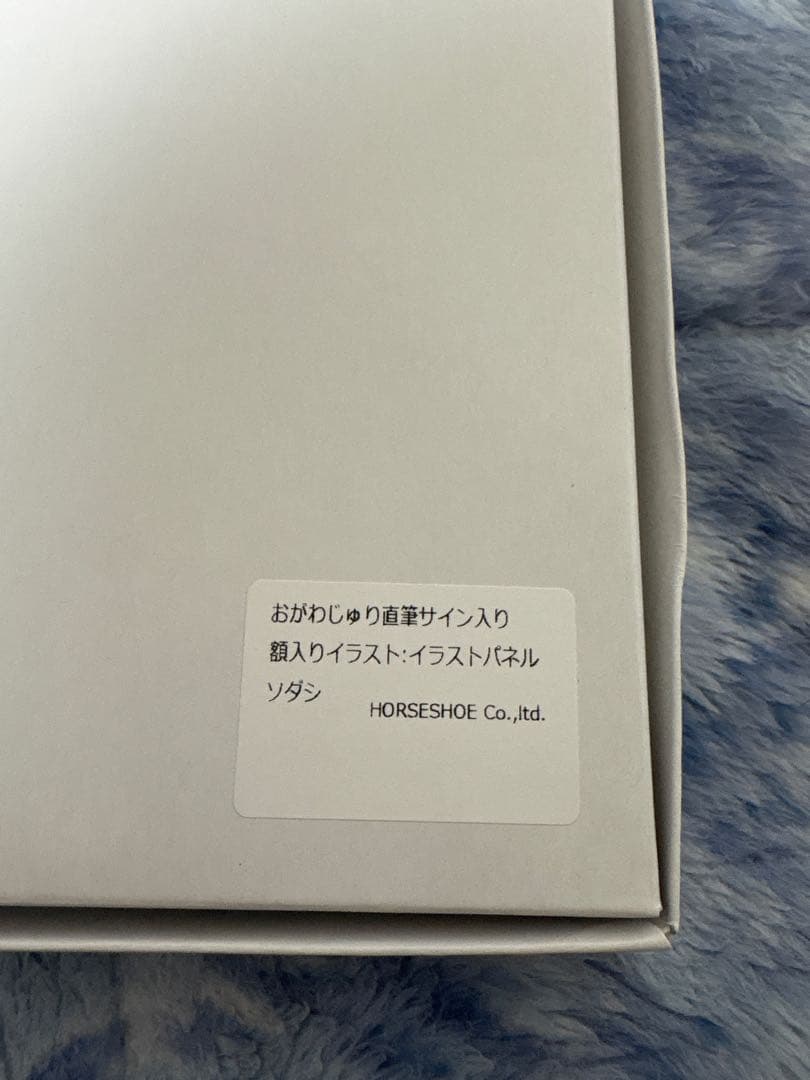 おがわじゅり直筆サイン入り
額入りイラスト:イラストパネル
ソダシ
HORSESHOE Co.,ltd.